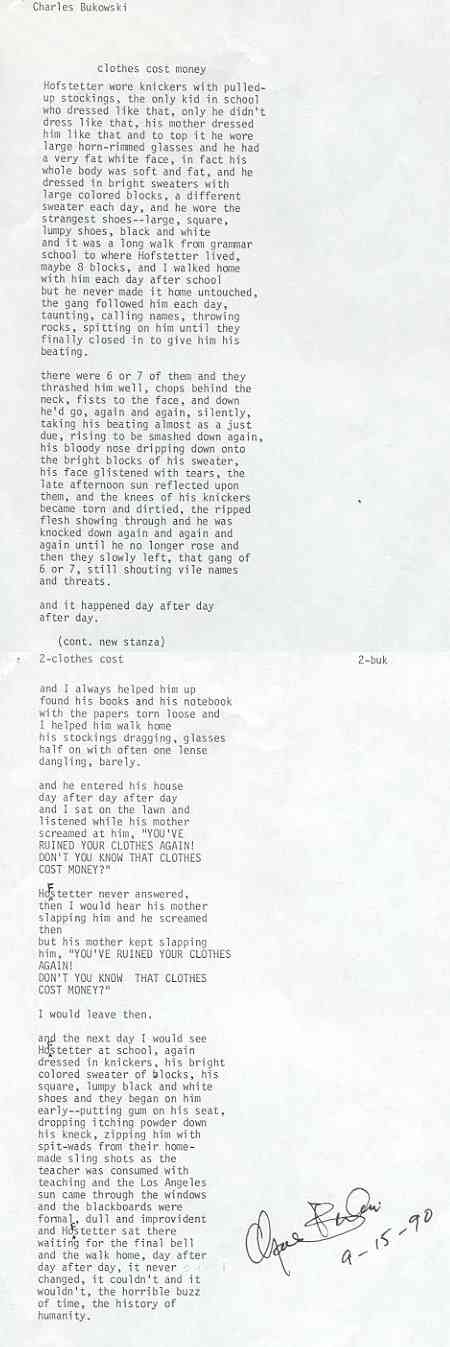 Charles Bukowski
clothes cost money
Hofstetter wore knickers with pulled-
up stockings, the only kid in school
who dressed like that, only he didn't
dress like that, his mother dressed
him like that and to top it he wore
large horn-rimmed glasses and he had
a very fat white face, in fact his
whole body was soft and fat, and he
dressed in bright sweaters with
large colored blocks, a different
sweater each day, and he wore the
strangest shoes--large, square,
lumpy shoes, black and white
and it was a long walk from grammar
school to where Hofstetter lived,
maybe 8 blocks, and I walked home
with him each day after school
but he never made it home untouched,
the gang followed him each day,
taunting, calling names, throwing
rocks, spitting on him until they
finally closed in to give him his
beating.
there were 6 or 7 of them and they
thrashed him well, chops behind the
neck, fists to the face, and down
he'd go, again and again, silently,
taking his beating almost as a just
due, rising to be smashed down again,
his bloody nose dripping down onto
the bright blocks of his sweater,
his face glistened with tears, the
late afternoon sun reflected upon
them, and the knees of his knickers
became torn and dirtied, the ripped
flesh showing through and he was
knocked down again and again and
again until he no longer rose and
then they slowly left, that gang of
6 or 7, still shouting vile names
and threats.
and it happened day after day
after day.
(cont. new stanza)
2-clothes cost 2-buk
and I always helped him up
found his books and his notebook
with the papers torn loose and
I helped him walk home
his stockings dragging, glasses
half on with often one lense
dangling, barely.
and he entered his house
day after day after day
and I sat on the lawn and
listened while his mother
screamed at him, "YOU'VE
RUINED YOUR CLOTHES AGAIN!
DON'T YOU KNOW THAT CLOTHES
COST MONEY?"
Hofstetter never answered,
then I would hear his mother
slapping him and he screamed
then
but his mother kept slapping
him, "YOU'VE RUINED YOUR CLOTHES
AGAIN!
DON'T YOU KNOW THAT CLOTHES
COST MONEY?"
I would leave then.
and the next day I would see
Hofstetter at school, again
dressed in knickers, his bright
colored sweater of blocks, his
square, lumpy black and white
shoes and they began on him
early--putting gum on his seat,
dropping itching powder down
his kneck, zipping him with
spit-wads from their home-
made sling shots as the
teacher was consumed with
teaching and the Los Angeles
sun came through the windows
and the blackboards were
formal, dull and improvident
and Hofstetter sat there
waiting for the final bell
and the walk home, day after
day after day, it never
changed, it couldn't and it
wouldn't, the horrible buzz
of time, the history of
humanity.
9-15-90